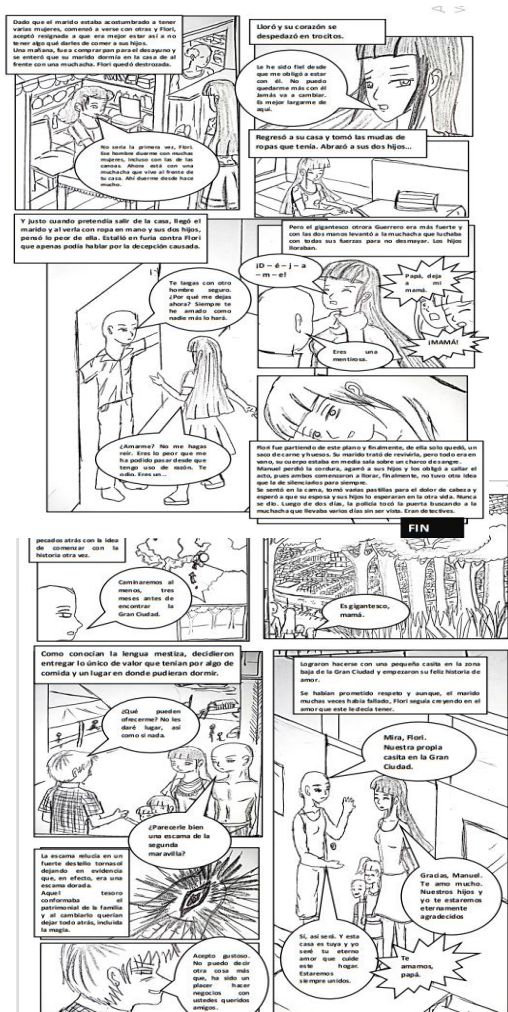 Dado que el marido estaba acostumbrado a tener
varias mujeres, comenzó a verse con otras y Flori,
aceptó resignada a que era mejor estar así a no
tener algo qué darles de comer a sus hijos.
Una mañana, fue a comprar pan para el desayuno y
se enteró que su marido dormía en la casa de al
frente con una muchacha. Flori quedó destrozada.
No sería la primera vez, Flori.
Ese hombre duerme con muchas
mujeres, incluso con las de las
canoas. Ahora está con una
muchacha que vive al frente de
tu casa. Ahí duerme desde hace
mucho.
Lloró y su corazón se
despedazó en trocitos.
Le he sido fiel desde
que me obligó a estar
con él. No puedo
quedarme más con él
Jamás va a cambiar.
Es mejor largarme de
aquí.
Regresó a su casa y tomó las mudas de
ropas que tenía. Abrazó a sus dos hijos...
Y justo cuando pretendía salir de la casa, llegó el
marido y al verla con ropa en mano y sus dos hijos,
pensó lo peor de ella. Estalló en furia contra Flori
que apenas podía hablar por la decepción causada.
Te largas con otro
hombre seguro.
¿Por qué me dejas
ahora? Siempre te
he amado como
nadie más lo hará.
¿Amarme? No me hagas
reír. Eres lo peor que me
ha podido pasar desde que
tengo uso de razón. Te
odio. Eres un...
Pero el gigantesco otrora Guerrero era más fuerte y
con las dos manos levantó a la muchacha que luchaba
con todas sus fuerzas para no desmayar. Los hijos
lloraban.
¡D – é – j – a
– m – e!
Papá, deja
a mi
mamá.
¡MAMÁ!
Eres una
mentirosa.
Flori fue partiendo de este plano y finalmente, de ella solo quedó, un
saco de carne y huesos. Su marido trató de revivirla, pero todo era en
vano, su cuerpo estaba en media sala sobre un charco de sangre.
Manuel perdió la cordura, agarró a sus hijos y los obligó a callar el
acto, pues ambos comenzaron a llorar, finalmente, no tuvo otra idea
que la de silenciarlos para siempre.
Se sentó en la cama, tomó varias pastillas para el dolor de cabeza y
esperó a que su esposa y sus hijos lo esperaran en la otra vida. Nunca
se dio. Luego de dos días, la policía tocó la puerta buscando a la
muchacha que llevaba varios días sin ser vista. Eran detectives.
FIN
pecados atrás con la idea
de comenzar con la
historia otra vez.
Caminaremos al
menos, tres
meses antes de
encontrar la
Gran Ciudad.
Es gigantesco,
mamá.
Como conocían la lengua mestiza, decidieron
entregar lo único de valor que tenían por algo de
comida y un lugar en donde pudieran dormir.
¿Qué pueden
ofrecerme? No les
daré lugar, así
como si nada.
¿Parecerle bien
una escama de la
segunda
maravilla?
La escama relucía en un
fuerte destello tornasol
dejando en evidencia
que, en efecto, era una
escama dorada.
Aquel tesoro
conformaba el
patrimonial de la familia
y al cambiarlo querían
dejar todo atrás, incluida
la magia.
Acepto gustoso.
No puedo decir
otra cosa más
que, ha sido un
placer hacer
negocios con
ustedes queridos
amigos.
Lograron hacerse con una pequeña casita en la zona
baja de la Gran Ciudad y empezaron su feliz historia de
amor.
Se habían prometido respeto y aunque, el marido
muchas veces había fallado, Flori seguía creyendo en el
amor que este le decía tener.
Mira, Flori.
Nuestra propia
casita en la Gran
Ciudad.
Gracias, Manuel.
Te amo mucho.
Nuestros hijos y
yo te estaremos
eternamente
agradecidos
Sí, así será. Y esta
casa es tuya y yo
seré tu eterno
amor que cuide
este hogar.
Estaremos
siempre unidos.
Te
amamos,
papá.